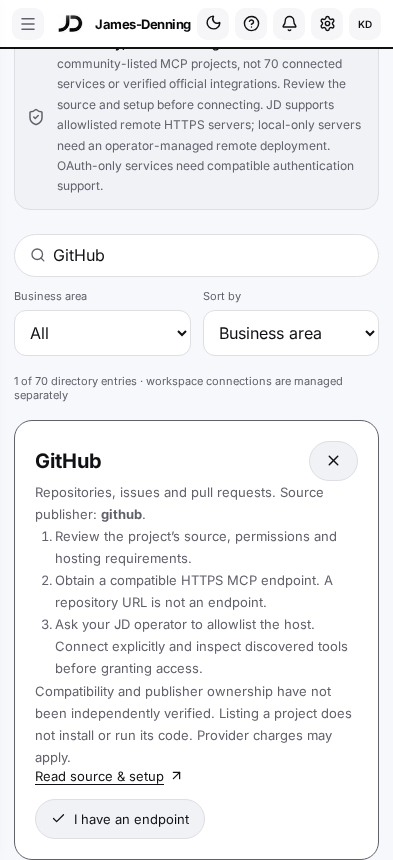 JD James-Denning KD
community-listed MCP projects, not 70 connected
services or verified official integrations. Review the
source and setup before connecting. JD supports
allowlisted remote HTTPS servers; local-only servers
need an operator-managed remote deployment.
OAuth-only services need compatible authentication
support.
GitHub
Business area
Sort by
All
Business area
1 of 70 directory entries · workspace connections are managed
separately
GitHub
Repositories, issues and pull requests. Source
publisher: github.
1. Review the project's source, permissions and
hosting requirements.
2. Obtain a compatible HTTPS MCP endpoint. A
repository URL is not an endpoint.
3. Ask your JD operator to allowlist the host.
Connect explicitly and inspect discovered tools
before granting access.
Compatibility and publisher ownership have not
been independently verified. Listing a project does
not install or run its code. Provider charges may
apply.
Read source & setup
I have an endpoint